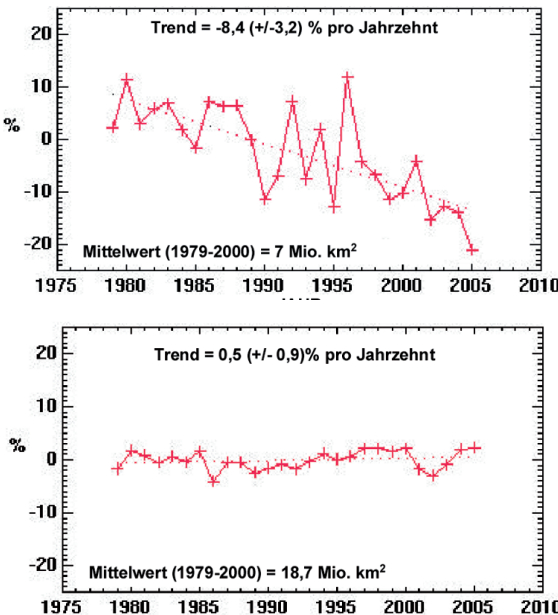 Trend = -8,4 (+/-3,2) % pro Jahrzehnt
20
10
%
0
-10
-20
Mittelwert (1979-2000) = 7 Mio. km²
1975 1980 1985 1990 1995 2000 2005 2010
Trend = 0,5 (+/- 0,9)% pro Jahrzehnt
20
10
%
0
-10
-20
Mittelwert (1979-2000) = 18,7 Mio. km²
1975 1980 1985 1990 1995 2000 2005 2010